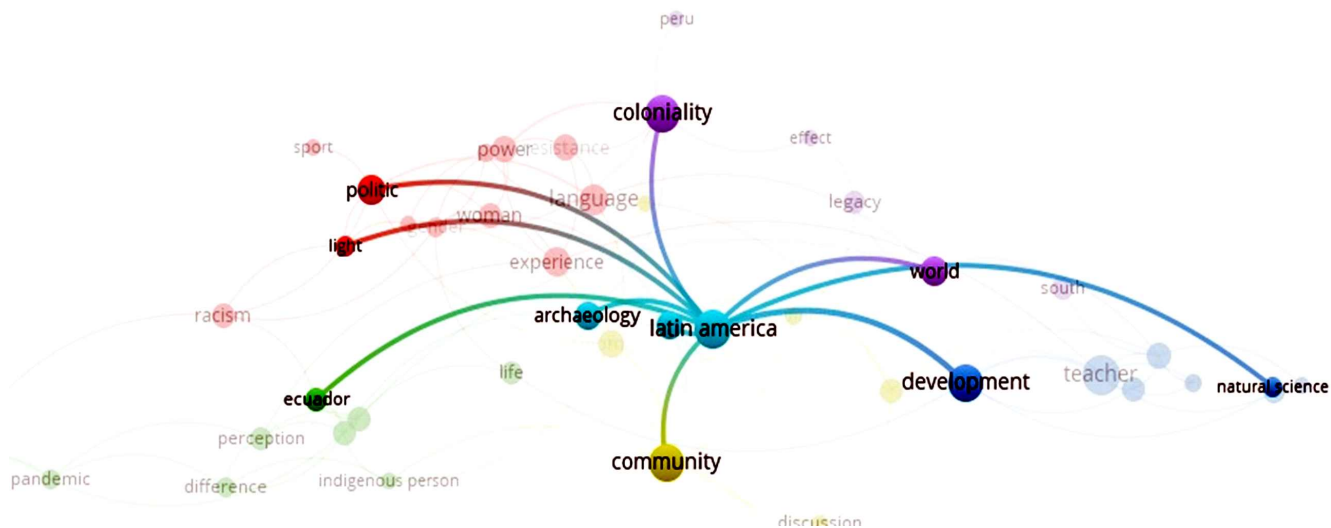 peru
coloniality
effect
sport
power
resistance
politic
language
legacy
woman
gender
light
experience
world
south
racism
archaeology
latin america
life
teacher
development
natural science
ecuador
perception
community
pandemic
difference
indigenous person
discussion